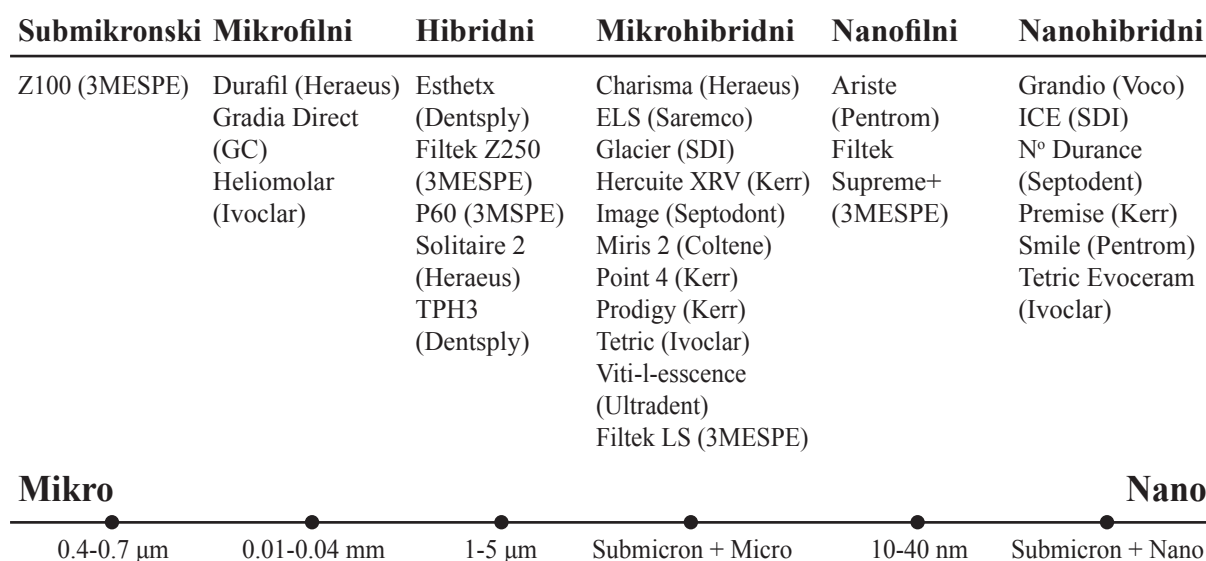 Submikronski Mikrofilni Hibridni Mikrohibridni Nanofilni Nanohibridni
Z100 (3MESPE)
Durafil (Heraeus)
Gradia Direct
(GC)
Heliomolar
(Ivoclar)
Esthetx
(Dentsply)
Filtek Z250
(3MESPE)
P60 (3MSPE)
Solitaire 2
(Heraeus)
TPH3
(Dentsply)
Charisma (Heraeus)
ELS (Saremco)
Glacier (SDI)
Hercuite XRV (Kerr)
Image (Septodont)
Miris 2 (Coltene)
Point 4 (Kerr)
Prodigy (Kerr)
Tetric (Ivoclar)
Viti-l-esscence
(Ultradent)
Filtek LS (3MESPE)
Ariste
(Pentrom)
Filtek
Supreme+
(3MESPE)
Grandio (Voco)
ICE (SDI)
Nº Durance
(Septodent)
Premise (Kerr)
Smile (Pentrom)
Tetric Evoceram
(Ivoclar)
Mikro Nano
0.4-0.7 µm 0.01-0.04 mm 1-5 µm Submicron + Micro 10-40 nm Submicron + Nano